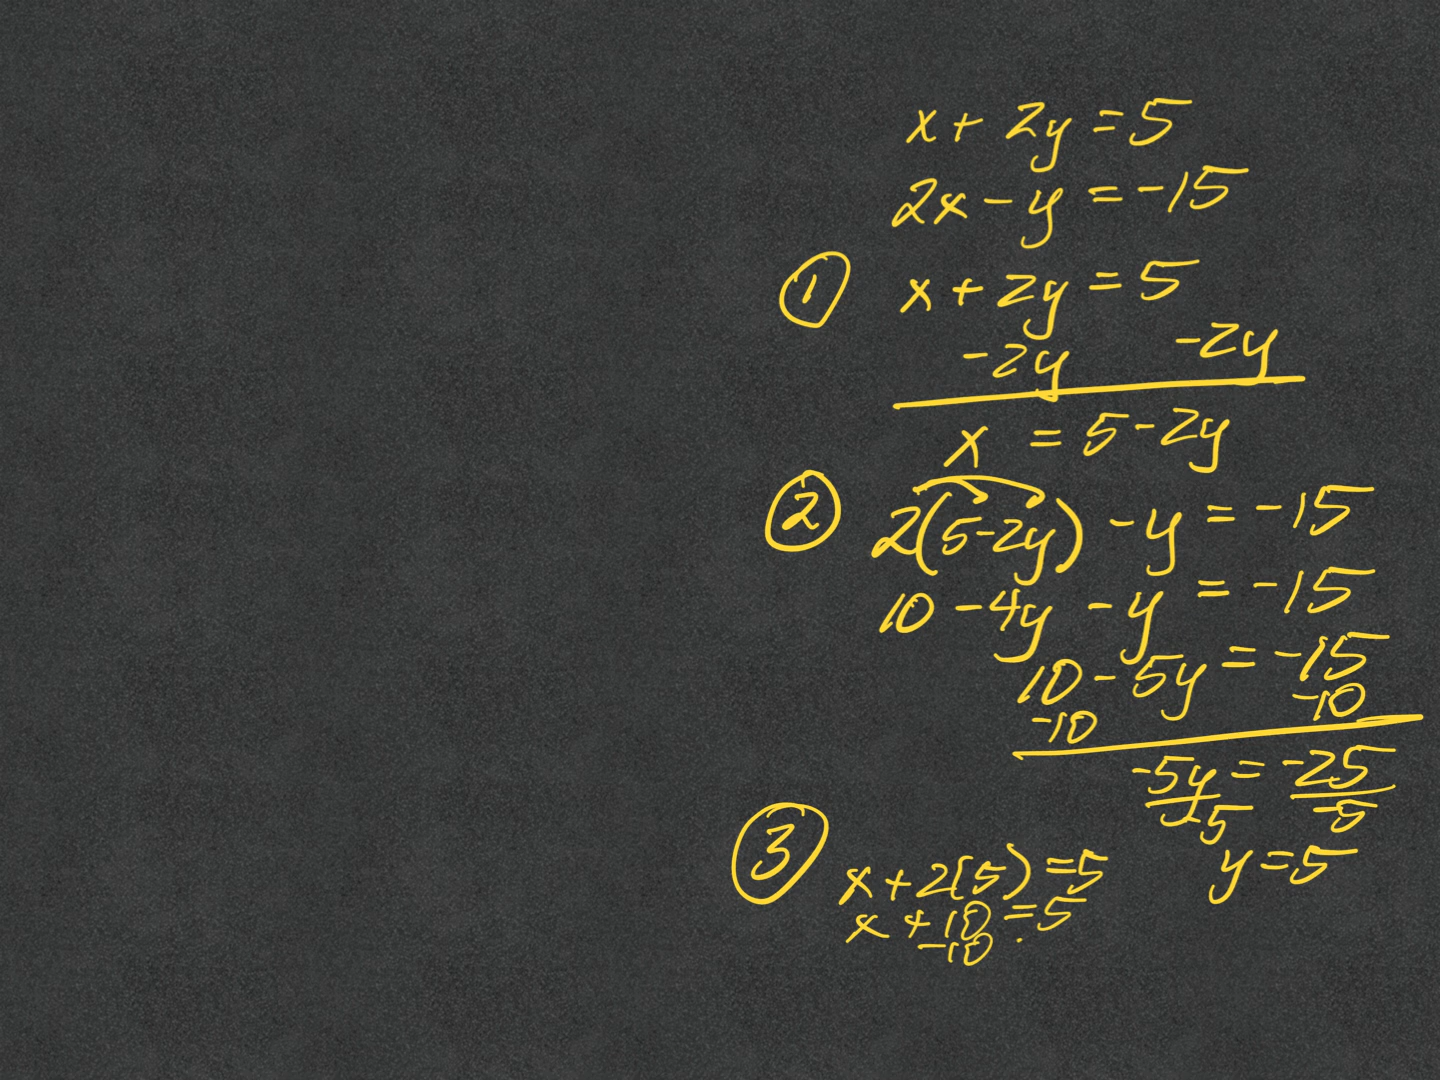 x + 2y = 5
2x - y = -15
① x + 2y = 5
-2y -2y
x = 5 - 2y
② 2(5-2y) - y = -15
10 - 4y - y = -15
10 - 5y = -15
-10 -10
-5y = -25
-5 -5
y = 5
③ x + 2(5) = 5
x + 10 = 5
-10